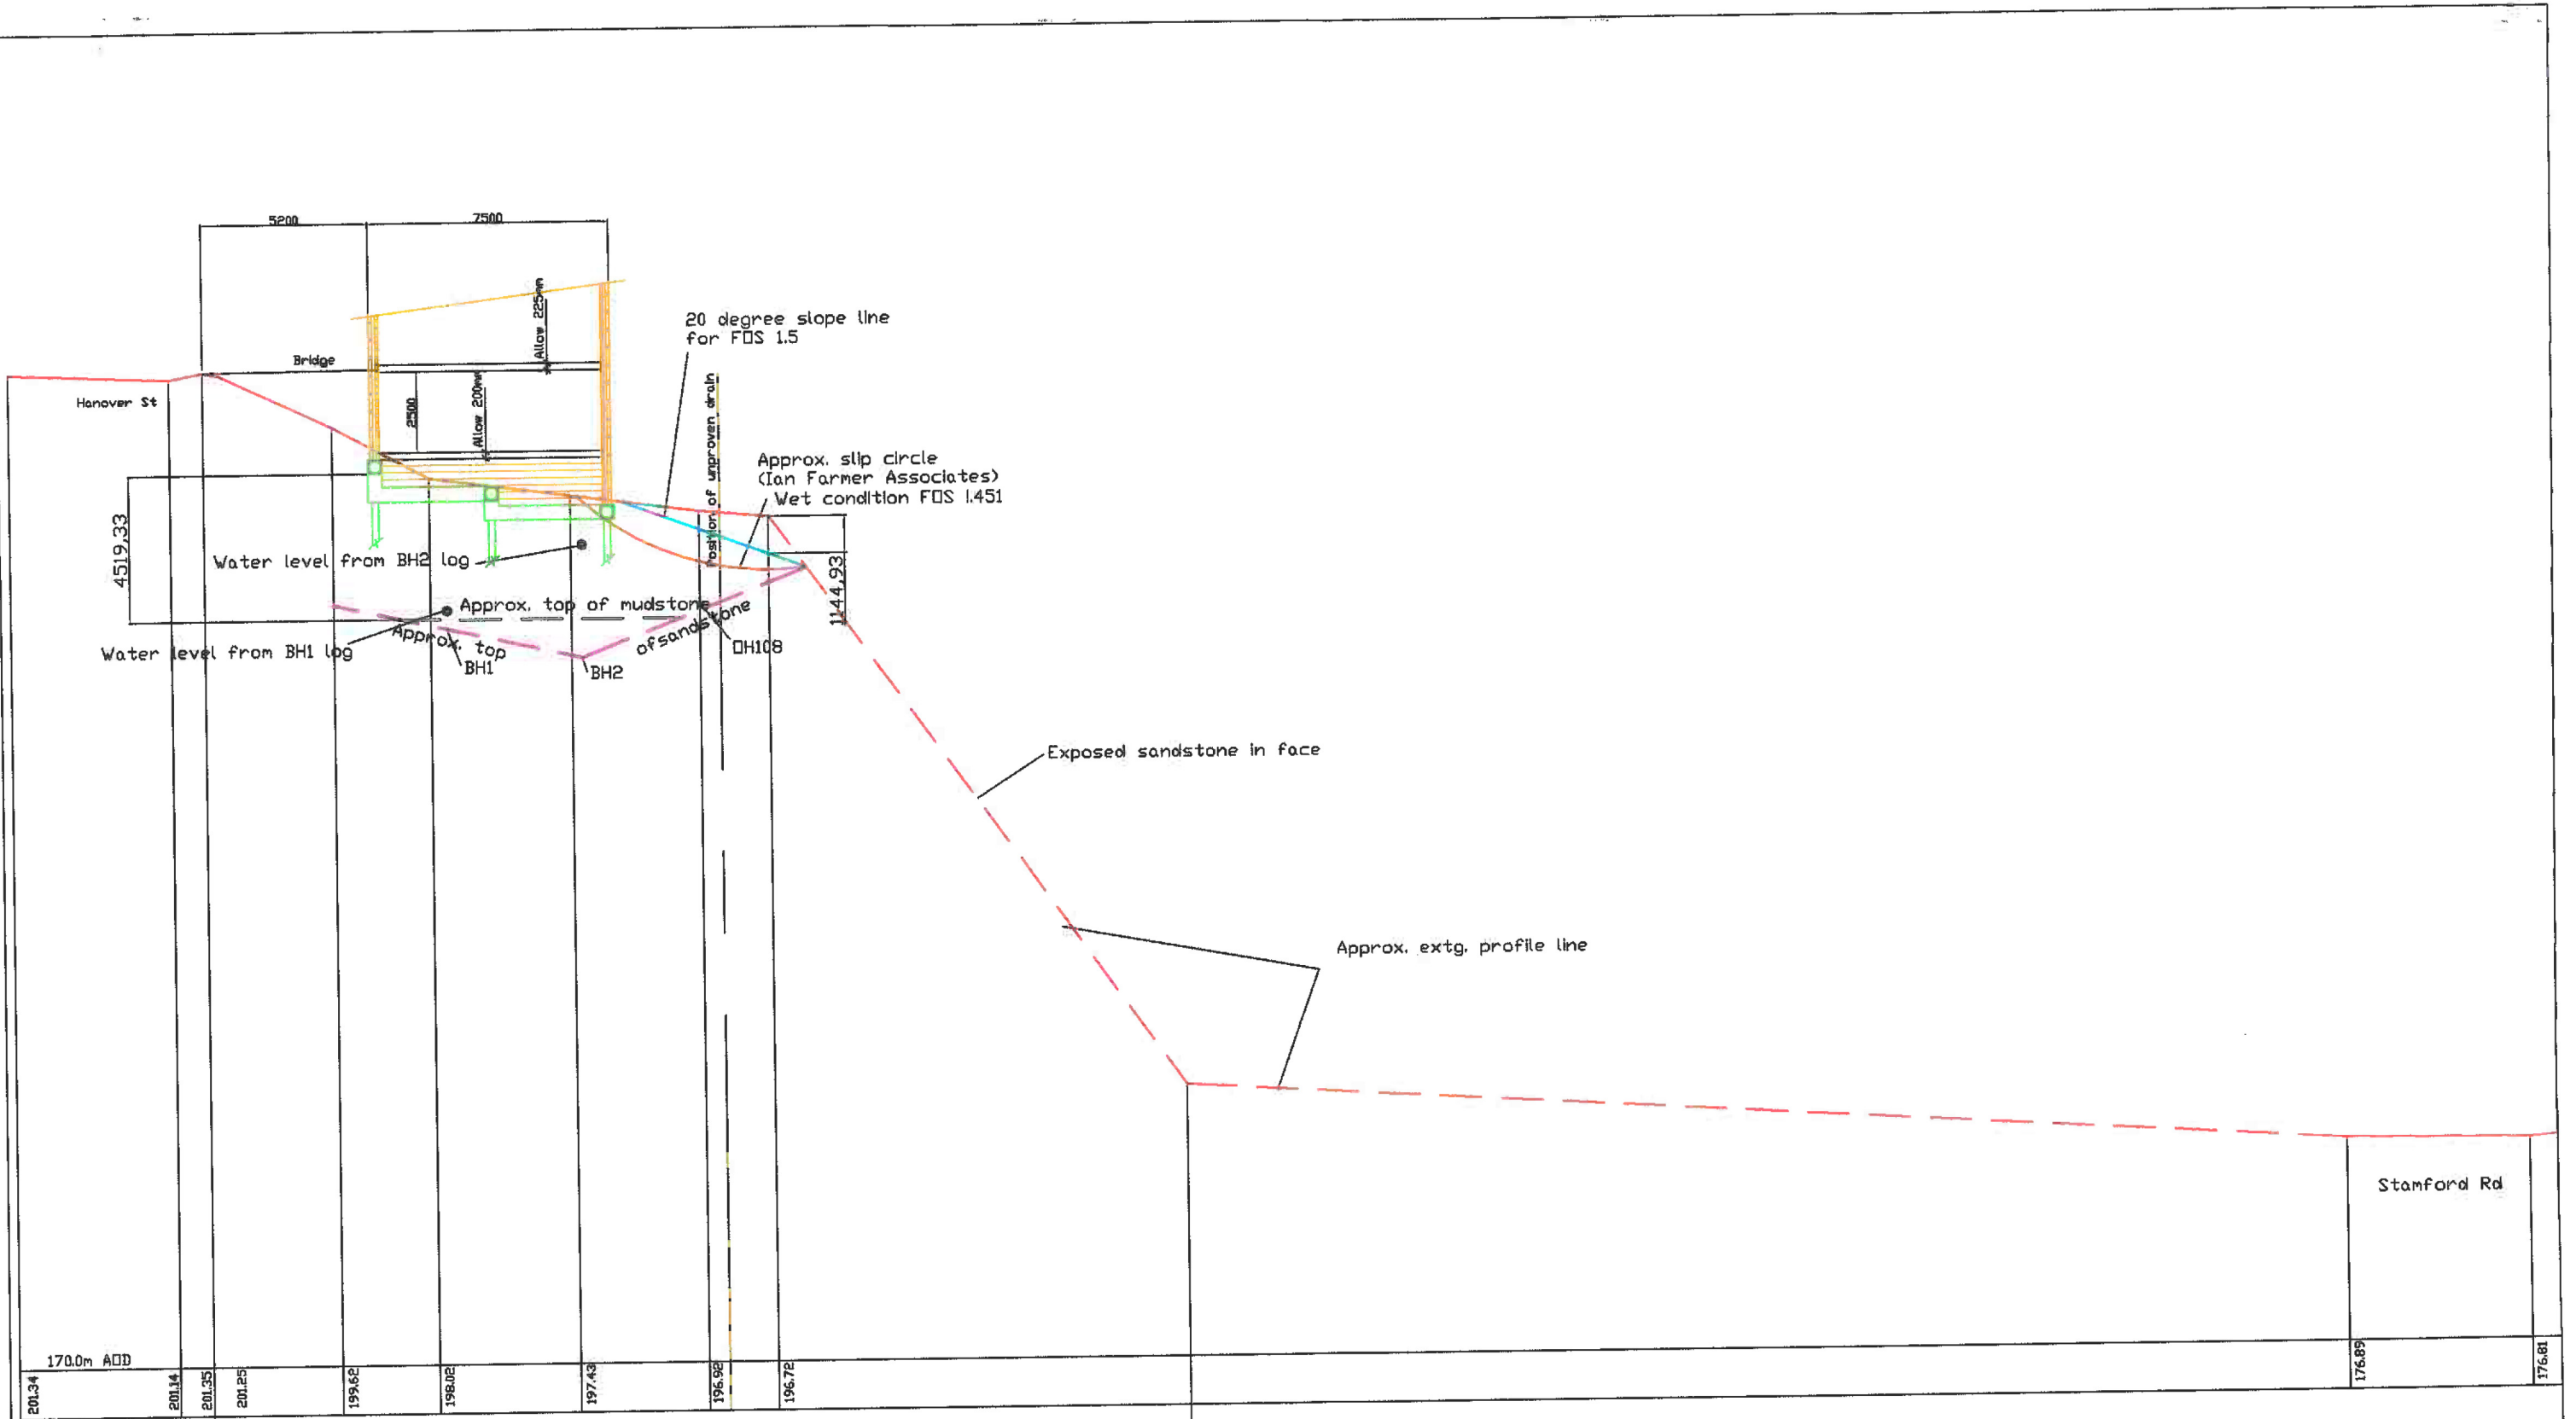 5200
7500
Allow 225mm
20 degree slope line
for FOS 1.5
Bridge
Hanover St
2500
Allow 200mm
Position of unproven drain
Approx. slip circle
(Ian Farmer Associates)
Wet condition FOS 1.451
4519,33
Water level from BH2 log
1144,93
Approx. top of mudstone
Approx. top
ofsandstone
Water level from BH1 log
BH1
BH2
DH108
Exposed sandstone in face
Approx. extg. profile line
Stamford Rd
170.0m AOD
201.34
201.14
201.35
201.25
199.62
198.02
197.43
196.92
196.72
176.89
176.81